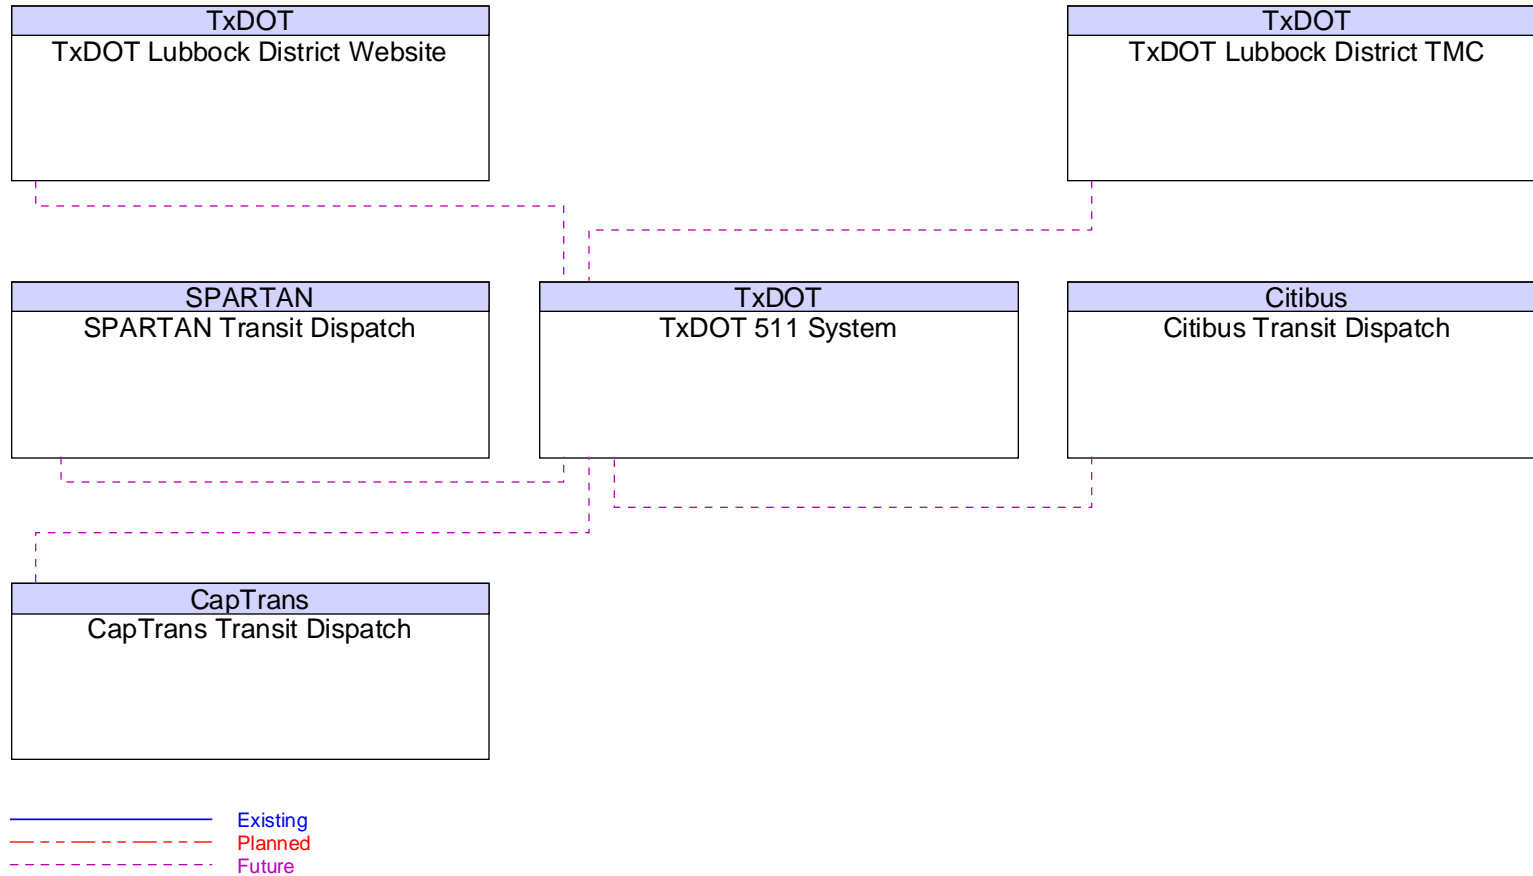 TxDOT
TxDOT Lubbock District Website
TxDOT
TxDOT Lubbock District TMC
SPARTAN
SPARTAN Transit Dispatch
TxDOT
TxDOT 511 System
Citibus
Citibus Transit Dispatch
CapTrans
CapTrans Transit Dispatch
Existing
Planned
Future